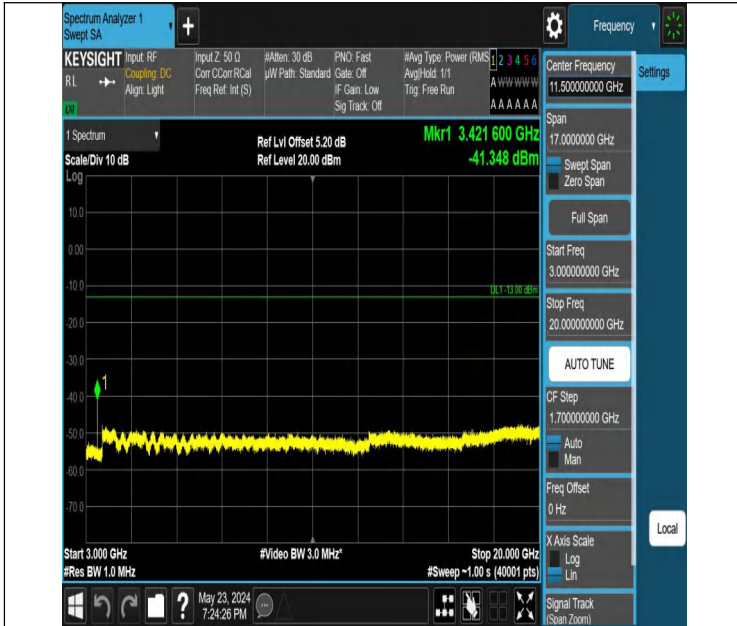 Spectrum Analyzer 1
Swept SA
Frequency
KEYSIGHT
RL
Input: RF
Coupling: DC
Align: Light
Input Z: 50 Ω
Corr CCorr RCal
Freq Ref: Int (S)
#Atten: 30 dB
µW Path: Standard
PNO: Fast
Gate: Off
IF Gain: Low
Sig Track: Off
#Avg Type: Power (RMS
Avg|Hold: 1/1
Trig: Free Run
1 2 3 4 5 6
A W W W W W
A A A A A A
1 Spectrum
Scale/Div 10 dB
Log
Ref Lvl Offset 5.20 dB
Ref Level 20.00 dBm
Mkr1 3.421 600 GHz
-41.348 dBm
10.0
0.00
-10.0
-20.0
-30.0
-40.0
-50.0
-60.0
-70.0
DL1 -13.00 dBm
1
Start 3.000 GHz
#Res BW 1.0 MHz
#Video BW 3.0 MHz*
Stop 20.000 GHz
#Sweep ~1.00 s (40001 pts)
Center Frequency
11.500000000 GHz
Settings
Span
17.0000000 GHz
Swept Span
Zero Span
Full Span
Start Freq
3.000000000 GHz
Stop Freq
20.000000000 GHz
AUTO TUNE
CF Step
1.700000000 GHz
Auto
Man
Freq Offset
0 Hz
X Axis Scale
Log
Lin
Local
Signal Track
(Span Zoom)
?
May 23, 2024
7:24:26 PM